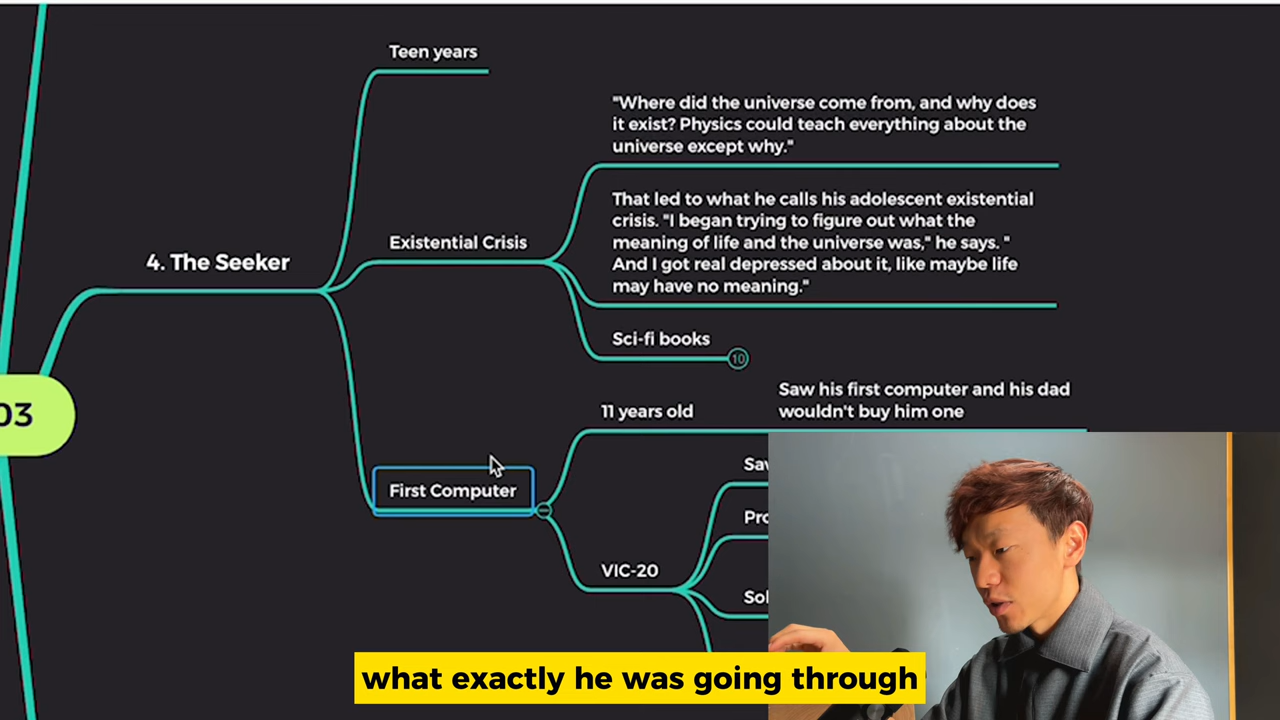 Teen years
"Where did the universe come from, and why does
it exist? Physics could teach everything about the
universe except why."
That led to what he calls his adolescent existential
crisis. "I began trying to figure out what the
meaning of life and the universe was," he says. "
And I got real depressed about it, like maybe life
may have no meaning."
Existential Crisis
4. The Seeker
Sci-fi books
10
03
11 years old
Saw his first computer and his dad
wouldn't buy him one
First Computer
VIC-20
what exactly he was going through